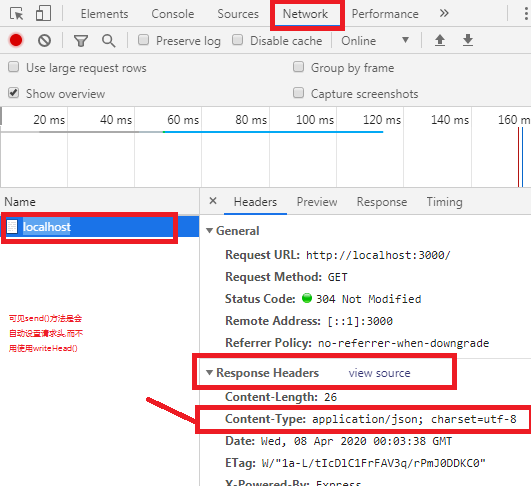 Elements Console Sources Network Performance »
Preserve log Disable cache Online ▼
Use large request rows Group by frame
Show overview Capture screenshots
20 ms 40 ms 60 ms 80 ms 100 ms 120 ms 140 ms 160 m
Name
× Headers Preview Response Timing
localhost
可见send()方法是会
自动设置请求头,而不
用使用writeHead()
▼ General
Request URL: http://localhost:3000/
Request Method: GET
Status Code: 304 Not Modified
Remote Address: [::1]:3000
Referrer Policy: no-referrer-when-downgrade
▼ Response Headers view source
Content-Length: 26
Content-Type: application/json; charset=utf-8
Date: Wed, 08 Apr 2020 00:03:38 GMT
ETag: W/"1a-L/tIcDlC1FrFAV3q/rPmJ0DDKC0"
X-Powered-By: Express